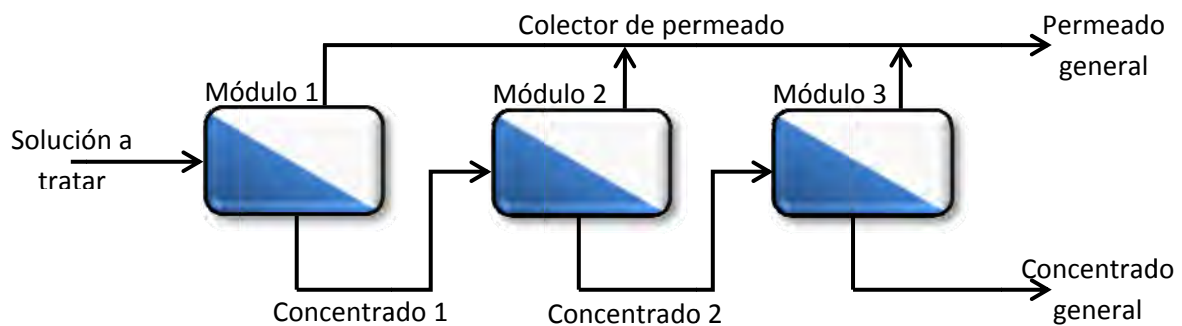 Colector de permeado
Permeado
general
Módulo 1
Módulo 2
Módulo 3
Solución a
tratar
Concentrado 1
Concentrado 2
Concentrado
general